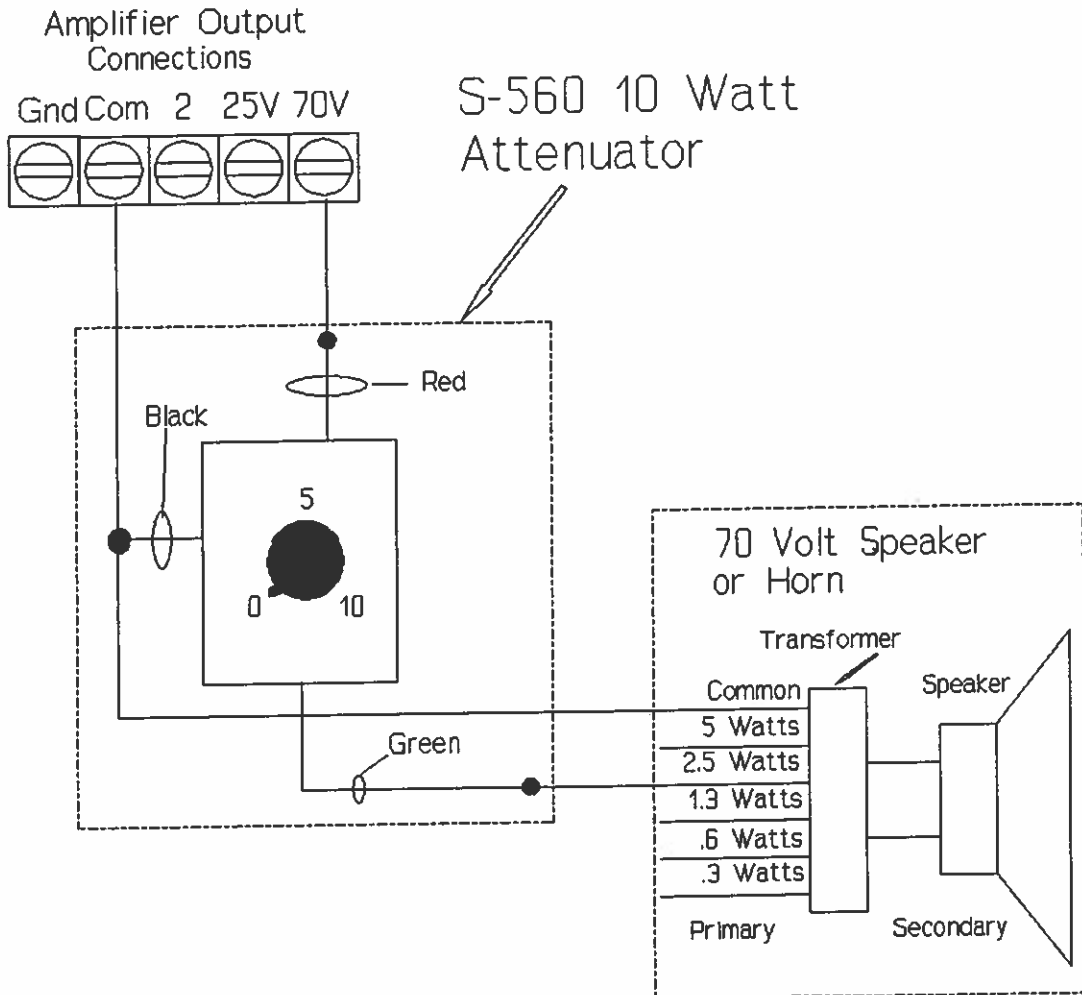 Amplifier Output
Connections
Gnd Com 2 25V 70V
S-560 10 Watt
Attenuator
Red
Black
5
0 10
70 Volt Speaker
or Horn
Transformer
Common
Speaker
5 Watts
2.5 Watts
Green
1.3 Watts
.6 Watts
.3 Watts
Primary
Secondary